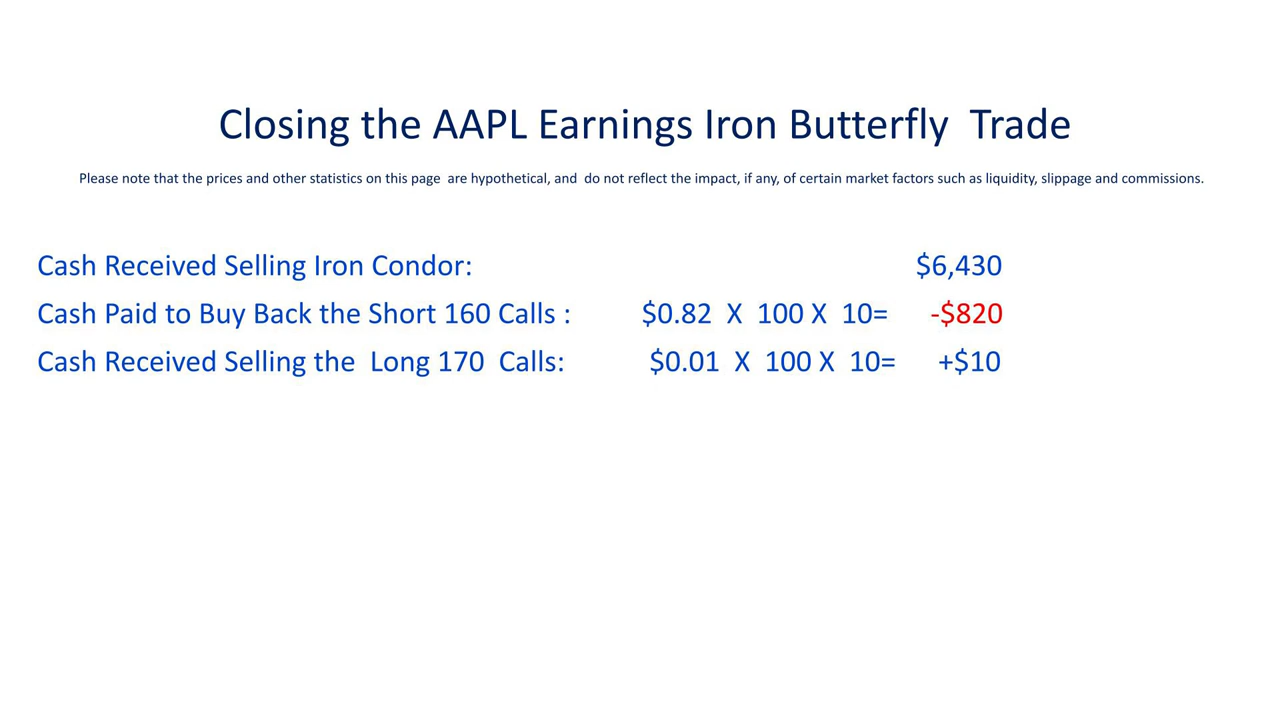 Closing the AAPL Earnings Iron Butterfly  Trade
Please note that the prices and other statistics on this page  are hypothetical, and  do not reflect the impact, if any, of certain market factors such as liquidity, slippage and commissions.
Cash Received Selling Iron Condor: $6,430
Cash Paid to Buy Back the Short 160 Calls : $0.82  X  100 X  10= -$820
Cash Received Selling the  Long 170  Calls: $0.01  X  100 X  10= +$10